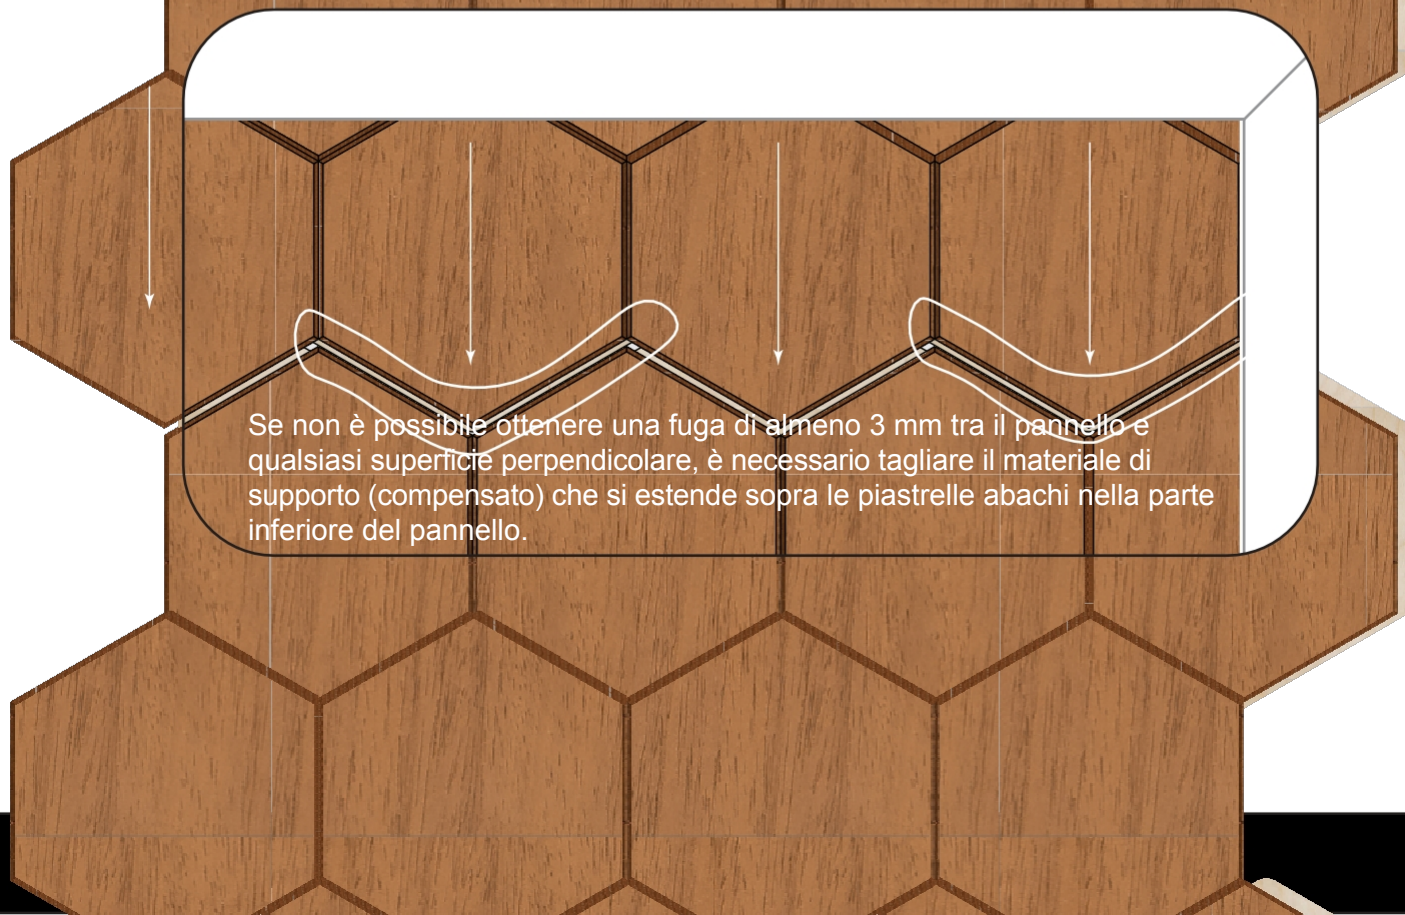 Se non è possibile ottenere una fuga di almeno 3 mm tra il pannello e
qualsiasi superficie perpendicolare, è necessario tagliare il materiale di
supporto (compensato) che si estende sopra le piastrelle abachi nella parte
inferiore del pannello.